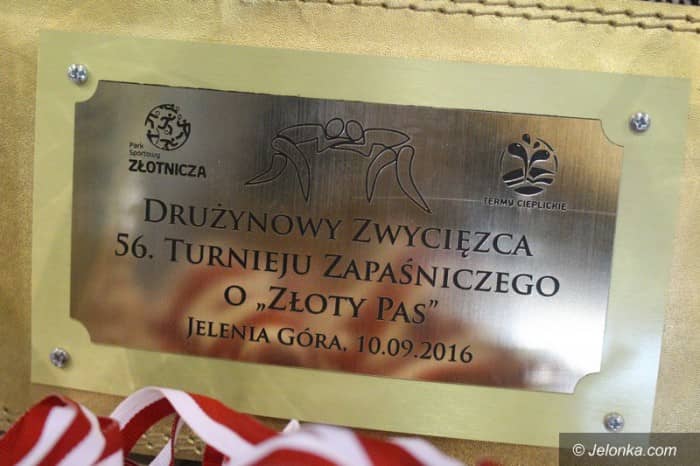 Park
Sportowy
ZŁOTNICZA
TERMY CIEPLICKIE
DRUŻYNOWY ZWYCIĘZCA
56. TURNIEJU ZAPAŚNICZEGO
O „ZŁOTY PAS”
JELENIA GÓRA, 10.09.2016
© Jelonka.com